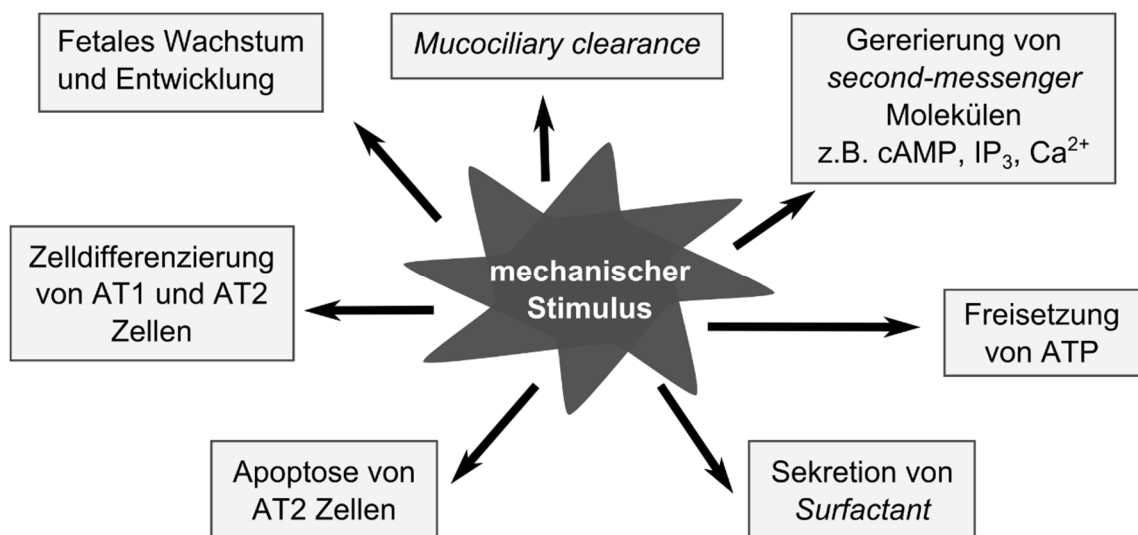 Fetales Wachstum
und Entwicklung
Mucociliary clearance
Gererierung von
second-messenger
Molekülen
z.B. cAMP, IP₃, Ca²⁺
Zelldifferenzierung
von AT1 und AT2
Zellen
mechanischer
Stimulus
Freisetzung
von ATP
Apoptose von
AT2 Zellen
Sekretion von
Surfactant